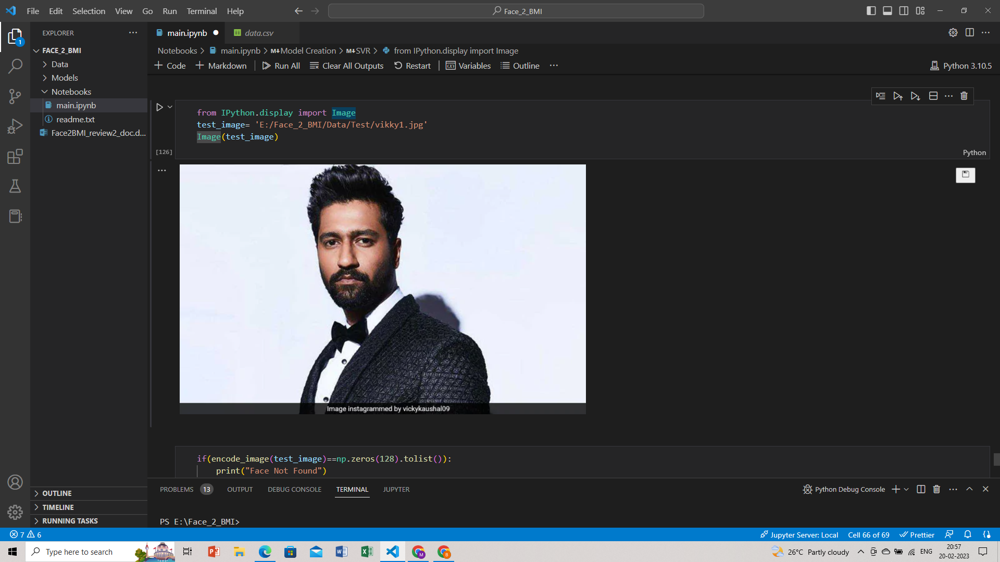 File Edit Selection View Go Run Terminal Help
Face_2_BMI
1
EXPLORER
FACE_2_BMI
Data
Models
Notebooks
main.ipynb
readme.txt
Face2BMI_review2_doc.d...
OUTLINE
TIMELINE
RUNNING TASKS
main.ipynb
data.csv
Notebooks > main.ipynb > M↓Model Creation > M↓SVR > from IPython.display import Image
+ Code + Markdown | Run All Clear All Outputs Restart | Variables Outline ...
Python 3.10.5
from IPython.display import Image
test_image= 'E:/Face_2_BMI/Data/Test/vikky1.jpg'
Image(test_image)
[126]
Python
Image instagrammed by vickykaushal09
if(encode_image(test_image)==np.zeros(128).tolist()):
    print("Face Not Found")
PROBLEMS 13 OUTPUT DEBUG CONSOLE TERMINAL JUPYTER
Python Debug Console
PS E:\Face_2_BMI>
7 6
Jupyter Server: Local Cell 66 of 69 Prettier
Type here to search
26°C Partly cloudy
ENG
20:57
20-02-2023